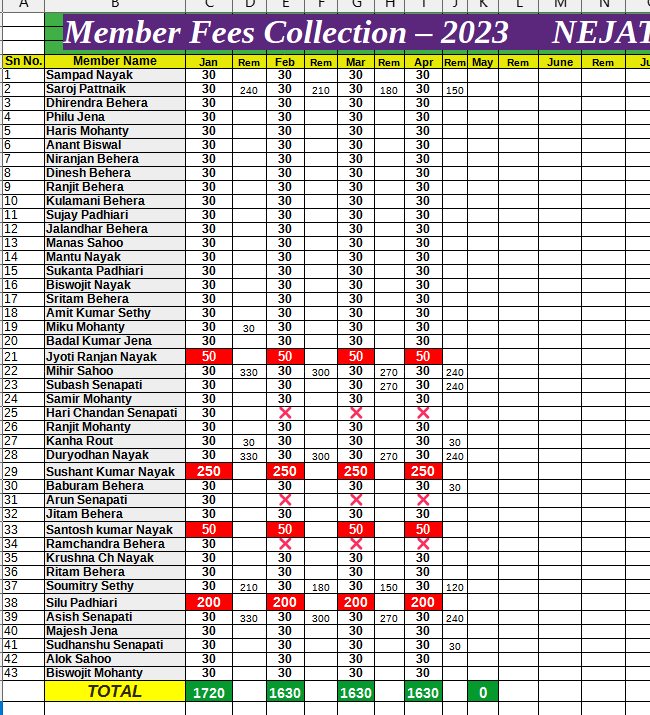 A B C D E F G H I J K L M N
Member Fees Collection – 2023 NEJAT
Sn No. Member Name Jan Rem Feb Rem Mar Rem Apr Rem May Rem June Rem Ju
1 Sampad Nayak 30 30 30 30
2 Saroj Pattnaik 30 240 30 210 30 180 30 150
3 Dhirendra Behera 30 30 30 30
4 Philu Jena 30 30 30 30
5 Haris Mohanty 30 30 30 30
6 Anant Biswal 30 30 30 30
7 Niranjan Behera 30 30 30 30
8 Dinesh Behera 30 30 30 30
9 Ranjit Behera 30 30 30 30
10 Kulamani Behera 30 30 30 30
11 Sujay Padhiari 30 30 30 30
12 Jalandhar Behera 30 30 30 30
13 Manas Sahoo 30 30 30 30
14 Mantu Nayak 30 30 30 30
15 Sukanta Padhiari 30 30 30 30
16 Biswojit Nayak 30 30 30 30
17 Sritam Behera 30 30 30 30
18 Amit Kumar Sethy 30 30 30 30
19 Miku Mohanty 30 30 30 30 30
20 Badal Kumar Jena 30 30 30 30
21 Jyoti Ranjan Nayak 50 50 50 50
22 Mihir Sahoo 30 330 30 300 30 270 30 240
23 Subash Senapati 30 30 30 270 30 240
24 Samir Mohanty 30 30 30 30
25 Hari Chandan Senapati 30 ❌ ❌ ❌
26 Ranjit Mohanty 30 30 30 30
27 Kanha Rout 30 30 30 30 30 30
28 Duryodhan Nayak 30 330 30 300 30 270 30 240
29 Sushant Kumar Nayak 250 250 250 250
30 Baburam Behera 30 30 30 30 30
31 Arun Senapati 30 ❌ ❌ ❌
32 Jitam Behera 30 30 30 30
33 Santosh kumar Nayak 50 50 50 50
34 Ramchandra Behera 30 ❌ ❌ ❌
35 Krushna Ch Nayak 30 30 30 30
36 Ritam Behera 30 30 30 30
37 Soumitry Sethy 30 210 30 180 30 150 30 120
38 Silu Padhiari 200 200 200 200
39 Asish Senapati 30 330 30 300 30 270 30 240
40 Majesh Jena 30 30 30 30
41 Sudhanshu Senapati 30 30 30 30 30
42 Alok Sahoo 30 30 30 30
43 Biswojit Mohanty 30 30 30 30
TOTAL 1720 1630 1630 1630 0